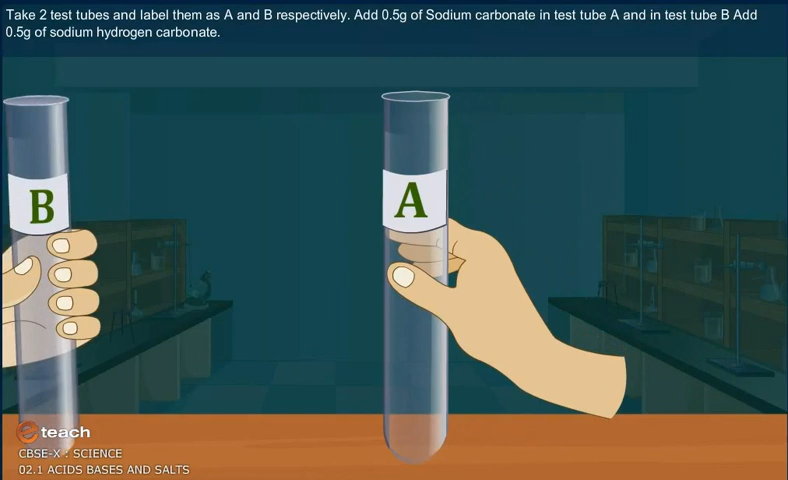 Take 2 test tubes and label them as A and B respectively. Add 0.5g of Sodium carbonate in test tube A and in test tube B Add
0.5g of sodium hydrogen carbonate.
B
A
e teach
CBSE-X : SCIENCE
02.1 ACIDS BASES AND SALTS